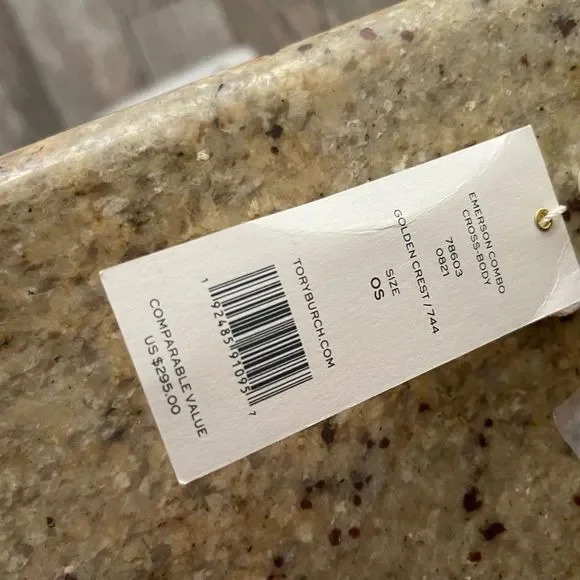 EMERSON COMBO
CROSS-BODY
78603
0821
GOLDEN CREST / 744
SIZE
OS
TORYBURCH.COM
1 92485 91095 7
COMPARABLE VALUE
US $295.00